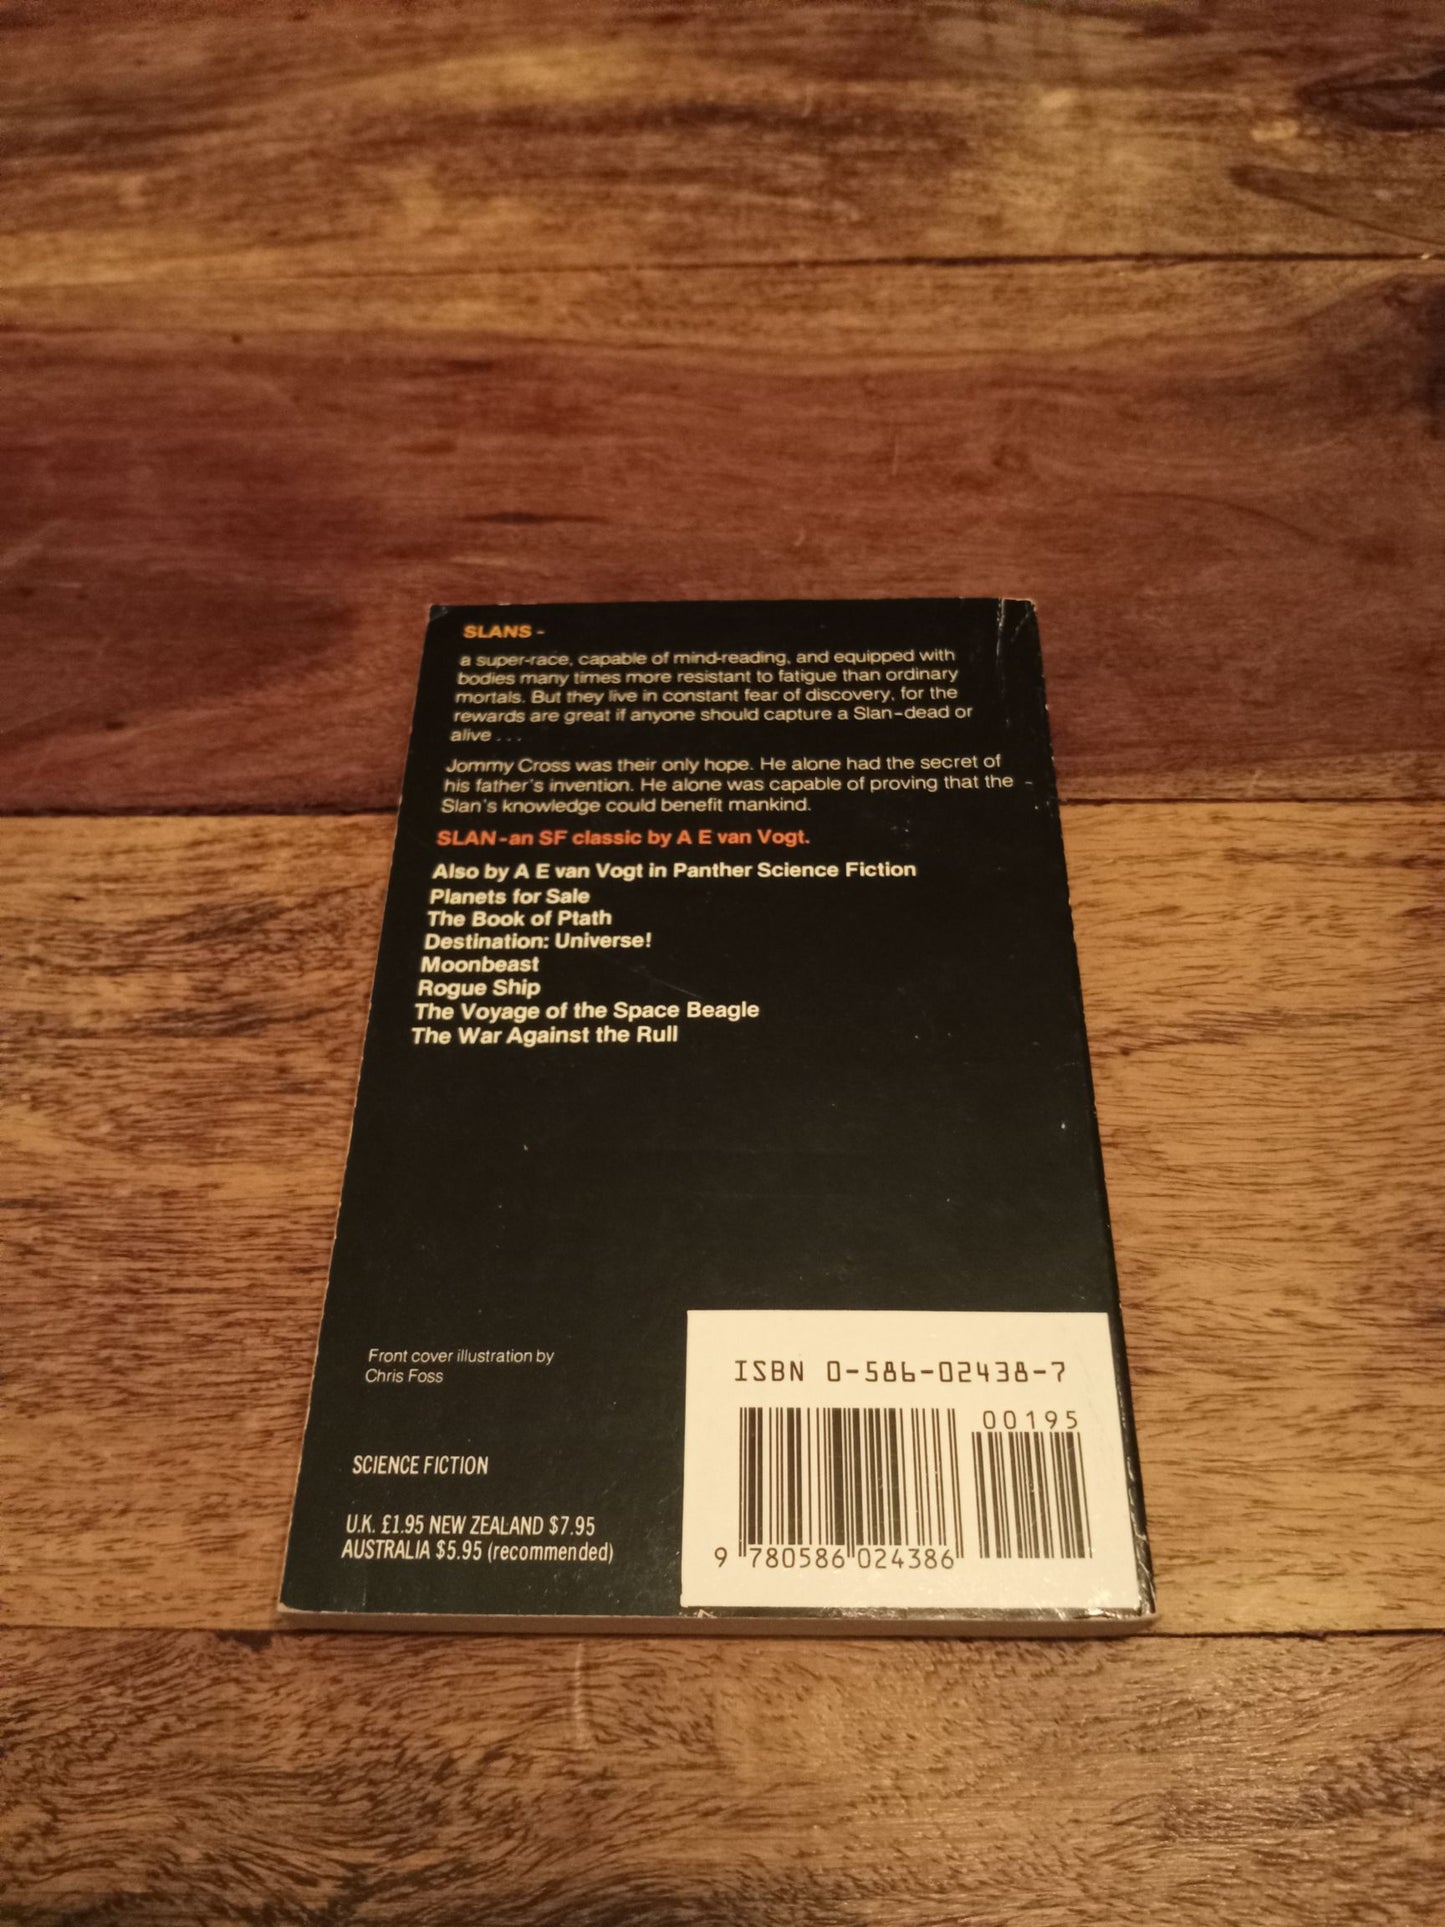 SLANS -
a super-race, capable of mind-reading, and equipped with
bodies many times more resistant to fatigue than ordinary
mortals. But they live in constant fear of discovery, for the
rewards are great if anyone should capture a Slan-dead or
alive . . .
Jommy Cross was their only hope. He alone had the secret of
his father's invention. He alone was capable of proving that the
Slan's knowledge could benefit mankind.
SLAN-an SF classic by A E van Vogt.
Also by A E van Vogt in Panther Science Fiction
Planets for Sale
The Book of Ptath
Destination: Universe!
Moonbeast
Rogue Ship
The Voyage of the Space Beagle
The War Against the Rull
Front cover illustration by
Chris Foss
SCIENCE FICTION
U.K. £1.95 NEW ZEALAND $7.95
AUSTRALIA $5.95 (recommended)
ISBN 0-586-02438-7
00195
9 780586 024386